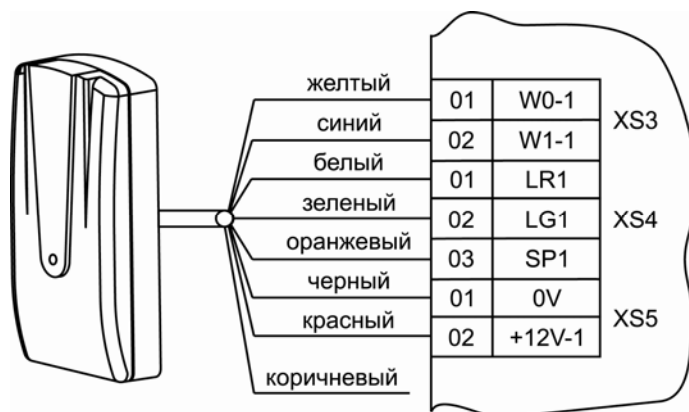 желтый 01 W0-1
синий 02 W1-1 XS3
белый 01 LR1
зеленый 02 LG1 XS4
оранжевый 03 SP1
черный 01 0V
красный 02 +12V-1 XS5
коричневый